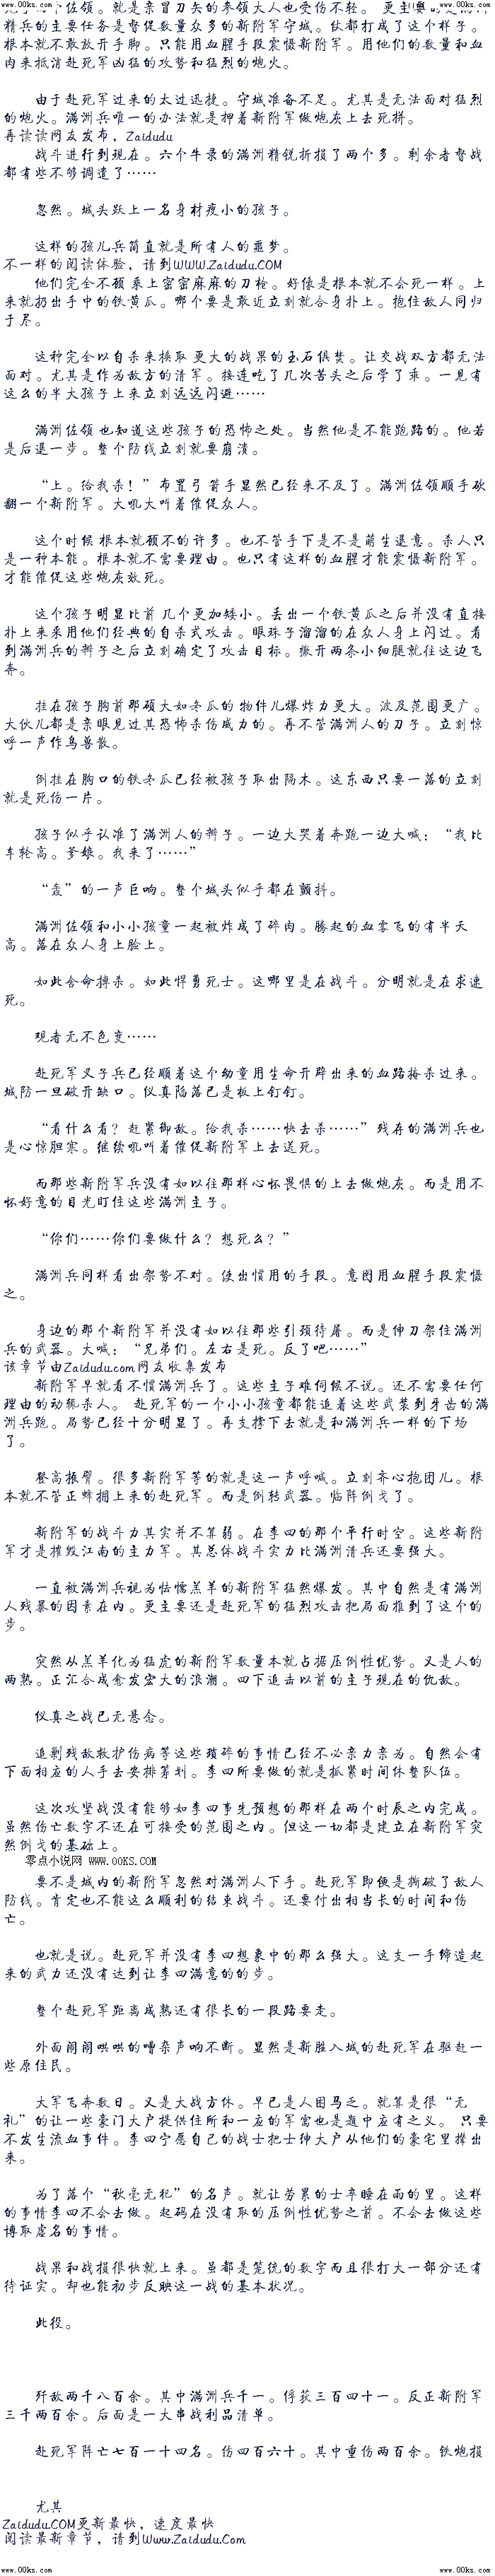 www.00ks.com www.00ks.com
精兵的主要任务是督促数量众多的新附军守城。仗都打成了这个样子。
根本就不敢放开手脚。只能用血腥手段震慑新附军。用他们的数量和血
肉来抵消赴死军凶猛的攻势和猛烈的炮火。
由于赴死军过来的太过迅捷。守城准备不足。尤其是无法面对猛烈
的炮火。满洲兵唯一的办法就是押着新附军做炮灰上去死拼。
再读读网友发布，Zaidudu
战斗进行到现在。六个牛录的满洲精锐折损了两个多。剩余者督战
都有些不够调遣了……
忽然。城头跃上一名身材瘦小的孩子。
这样的孩儿兵简直就是所有人的噩梦。
不一样的阅读体验，请到WWW.Zaidudu.COM
他们完全不顾乘上密密麻麻的刀枪。好像是根本就不会死一样。上
来就扔出手中的铁黄瓜。哪个要是敢近立刻就合身扑上。抱住敌人同归
于尽。
这种完全以自杀来换取更大的战果的玉石俱焚。让交战双方都无法
面对。尤其是作为敌方的清军。接连吃了几次苦头之后学了乖。一见有
这么的半大孩子上来立刻远远闪避……
满洲佐领也知道这些孩子的恐怖之处。当然他是不能跑路的。他若
是后退一步。整个防线立刻就要崩溃。
“上。给我杀！”布置弓箭手显然已经来不及了。满洲佐领顺手砍
翻一个新附军。大吼大叫着催促众人。
这个时候根本就顾不的许多。也不管手下是不是萌生退意。杀人只
是一种本能。根本就不需要理由。也只有这样的血腥才能震慑新附军。
才能催促这些炮灰效死。
这个孩子明显比前几个更加矮小。丢出一个铁黄瓜之后并没有直接
扑上来采用他们经典的自杀式攻击。眼珠子溜溜的在众人身上闪过。看
到满洲兵的辫子之后立刻确定了攻击目标。撒开两条小细腿就往这边飞
奔。
挂在孩子胸前那硕大如冬瓜的物件儿爆炸力更大。波及范围更广。
大伙儿都是亲眼见过其恐怖杀伤威力的。再不管满洲人的刀子。立刻惊
呼一声作鸟兽散。
倒挂在胸口的铁冬瓜已经被孩子取出隔木。这东西只要一落的立刻
就是死伤一片。
孩子似乎认准了满洲人的辫子。一边大哭着奔跑一边大喊：“我比
车轮高。爹娘。我来了……”
“轰”的一声巨响。整个城头似乎都在颤抖。
满洲佐领和小小孩童一起被炸成了碎肉。腾起的血雾飞的有半天
高。落在众人身上脸上。
如此舍命搏杀。如此悍勇死士。这哪里是在战斗。分明就是在求速
死。
观者无不色变……
赴死军叉子兵已经顺着这个幼童用生命开辟出来的血路掩杀过来。
城防一旦破开缺口。仪真陷落已是板上钉钉。
“看什么看？赶紧御敌。给我杀……快去杀……”残存的满洲兵也
是心惊胆寒。继续吼叫着催促新附军上去送死。
而那些新附军兵没有如以往那样心怀畏惧的上去做炮灰。而是用不
怀好意的目光盯住这些满洲主子。
“你们……你们要做什么？想死么？”
满洲兵同样看出架势不对。使出惯用的手段。意图用血腥手段震慑
之。
身边的那个新附军并没有如以往那些引颈待屠。而是伸刀架住满洲
兵的武器。大喊：“兄弟们。左右是死。反了吧……”
该章节由Zaidudu.com网友收集发布
新附军早就看不惯满洲兵了。这些主子难伺候不说。还不需要任何
理由的动辄杀人。 赴死军的一个小小孩童都能追着这些武装到牙齿的满
洲兵跑。局势已经十分明显了。再支撑下去就是和满洲兵一样的下场
了。
登高振臂。很多新附军等的就是这一声呼喊。立刻齐心抱团儿。根
本就不管正蜂拥上来的赴死军。而是倒转武器。临阵倒戈了。
新附军的战斗力其实并不算弱。在李四的那个平行时空。这些新附
军才是摧毁江南的主力军。其总体战斗实力比满洲清兵还要强大。
一直被满洲兵视为怯懦羔羊的新附军猛然爆发。其中自然是有满洲
人残暴的因素在内。更主要还是赴死军的猛烈攻击把局面推到了这个的
步。
突然从羔羊化为猛虎的新附军数量本就占据压倒性优势。又是人的
两熟。正汇合成愈发宏大的浪潮。四下追击以前的主子现在的仇敌。
仪真之战已无悬念。
追剿残敌救护伤病等这些琐碎的事情已经不必亲力亲为。自然会有
下面相应的人手去安排筹划。李四所要做的就是抓紧时间休整队伍。
这次攻坚战没有能够如李四事先预想的那样在两个时辰之内完成。
虽然伤亡数字不还在可接受的范围之内。但这一切都是建立在新附军突
然倒戈的基础上。
零点小说网 www.00KS.COM
要不是城内的新附军忽然对满洲人下手。赴死军即便是撕破了敌人
防线。肯定也不能这么顺利的结束战斗。还要付出相当长的时间和伤
亡。
也就是说。赴死军并没有李四想象中的那么强大。这支一手缔造起
来的武力还没有达到让李四满意的的步。
整个赴死军距离成熟还有很长的一段路要走。
外面闹闹哄哄的嘈杂声响不断。显然是新胜入城的赴死军在驱赶一
些原住民。
大军飞奔数日。又是大战方休。早已是人困马乏。就算是很“无
礼”的让一些豪门大户提供住所和一应的军需也是题中应有之义。 只要
不发生流血事件。李四宁愿自己的战士把士绅大户从他们的豪宅里撵出
来。
为了落个“秋毫无犯”的名声。就让劳累的士卒睡在雨的里。这样
的事情李四不会去做。起码在没有取的压倒性优势之前。不会去做这些
博取虚名的事情。
战果和战报很快就上来。虽都是笼统的数字而且很打大一部分还有
待证实。却也能初步反映这一战的基本状况。
此役。
歼敌两千八百余。其中满洲兵千一。俘获三百四十一。反正新附军
三千两百余。后面是一大串战利品清单。
赴死军阵亡七百一十四名。伤四百六十。其中重伤两百余。铁炮损
尤其
Zaidudu.COM更新最快，速度最快
阅读最新章节，请到Www.Zaidudu.Com
www.00ks.com www.00ks.com